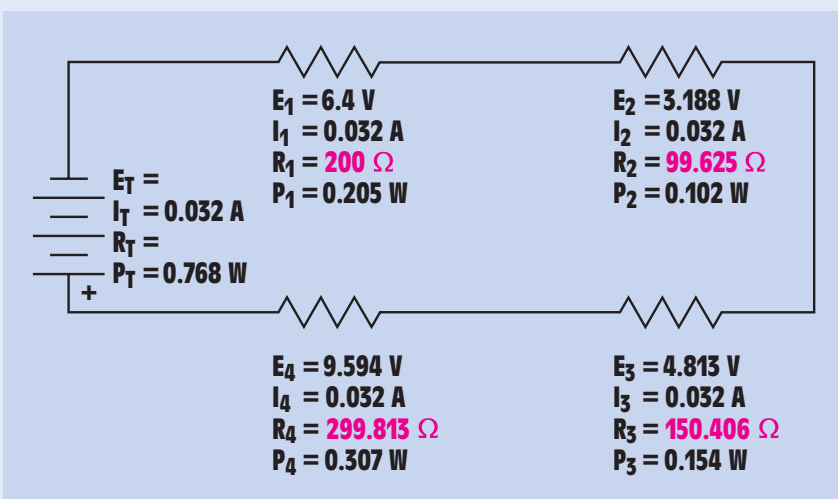 E1 = 6.4 V
I1 = 0.032 A
R1 = 200 Ω
P1 = 0.205 W
E2 = 3.188 V
I2 = 0.032 A
R2 = 99.625 Ω
P2 = 0.102 W
ET =
IT = 0.032 A
RT =
PT = 0.768 W
+
E4 = 9.594 V
I4 = 0.032 A
R4 = 299.813 Ω
P4 = 0.307 W
E3 = 4.813 V
I3 = 0.032 A
R3 = 150.406 Ω
P3 = 0.154 W